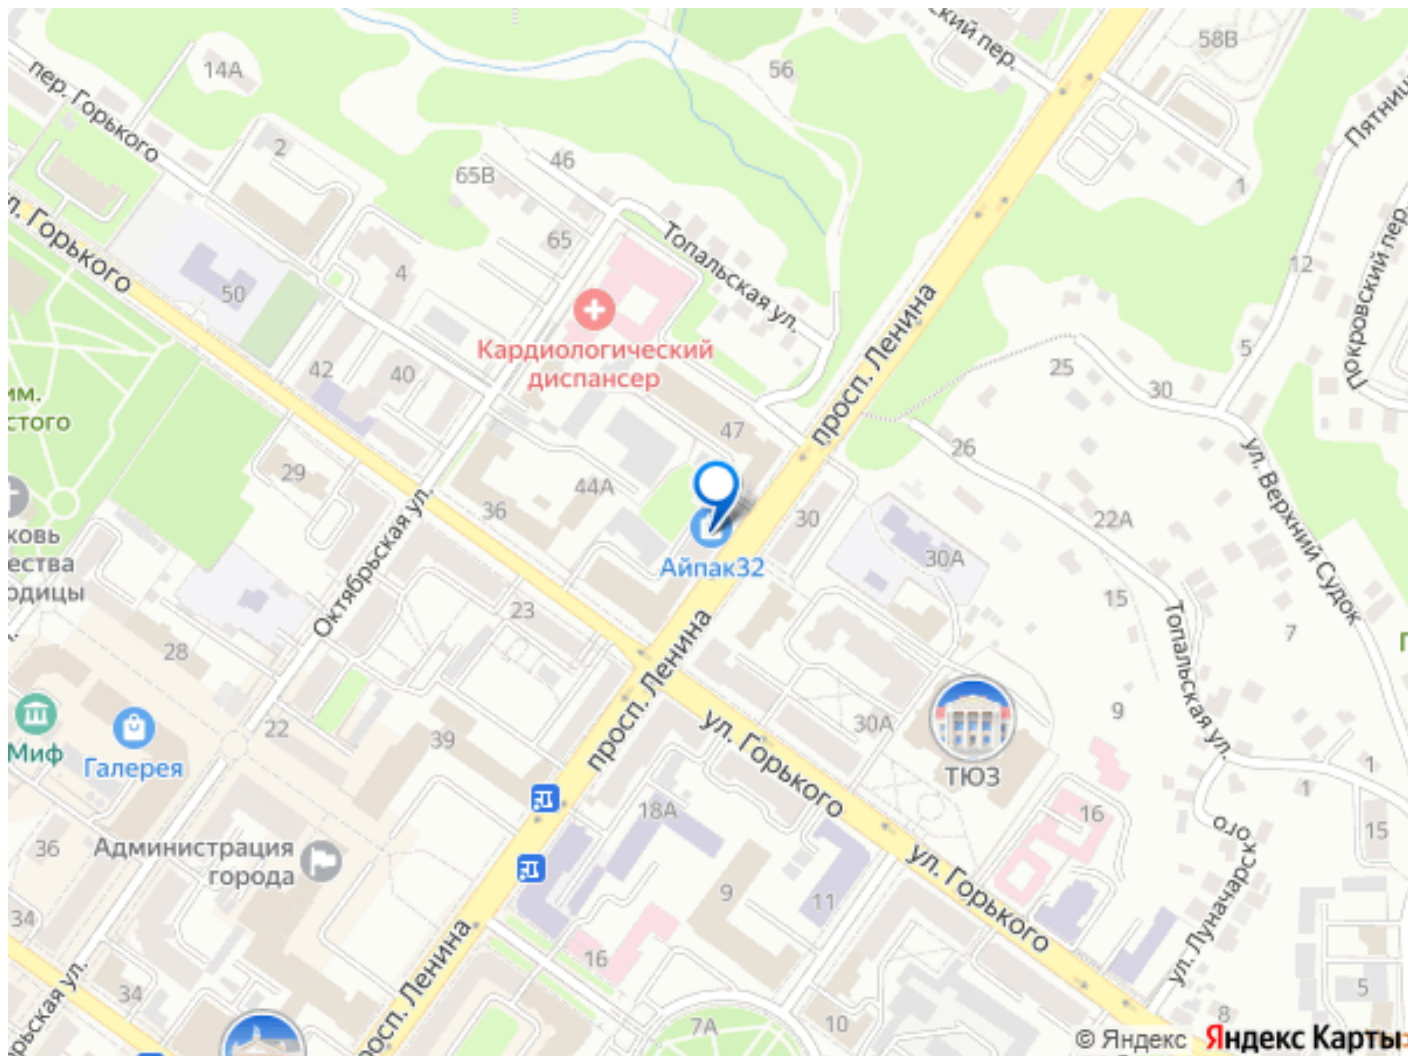 ский пер.
58В
14А
56
пер. Горького
Пятниц
2
46
65В
1
ул. Горького
Топальская ул.
65
4
12
Покровский пер.
50
просп. Ленина
Кардиологический
диспансер
5
25
42
40
30
им.
стого
47
26
29
ул. Верхний Судок
44А
36
30
22А
Октябрьская ул.
ковь
ества
одицы
Айпак32
30А
15
23
Топальская ул.
7
28
просп. Ленина
9
ул. Горького
30А
22
39
Миф
Галерея
ТЮЗ
1
1
18А
16
15
ул. Луначарского
36
Администрация
города
ул. Горького
9
11
34
просп. Ленина
16
34
рьская ул.
5
7А
10
8
© Яндекс Яндекс Карты